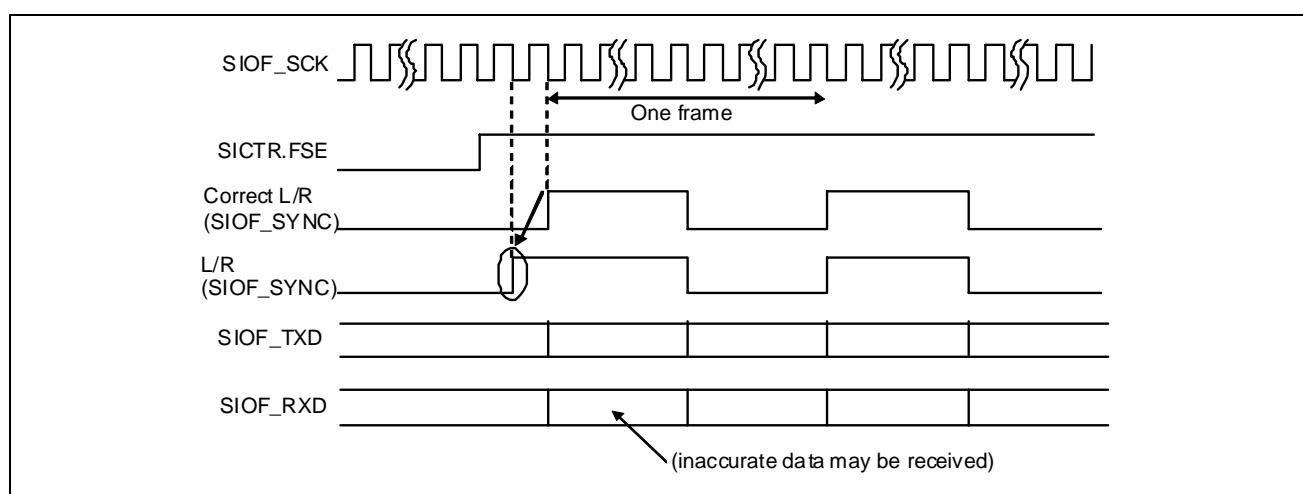 SIOF_SCK
One frame
SICTR.FSE
Correct L/R
(SIOF_SYNC)
L/R
(SIOF_SYNC)
SIOF_TXD
SIOF_RXD
(inaccurate data may be received)